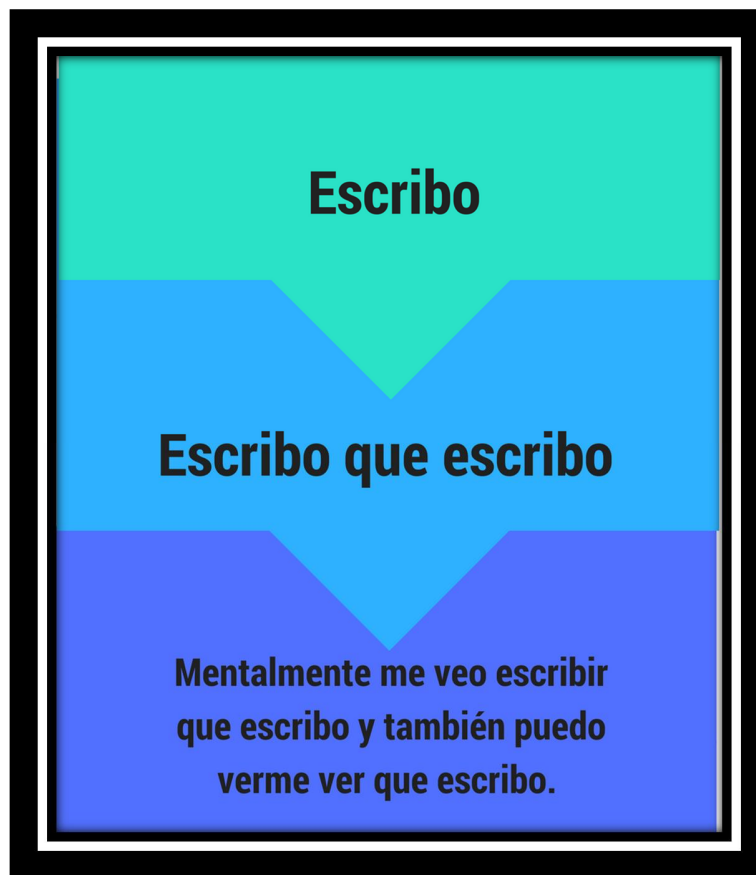 Escribo
Escribo que escribo
Mentalmente me veo escribir
que escribo y también puedo
verme ver que escribo.